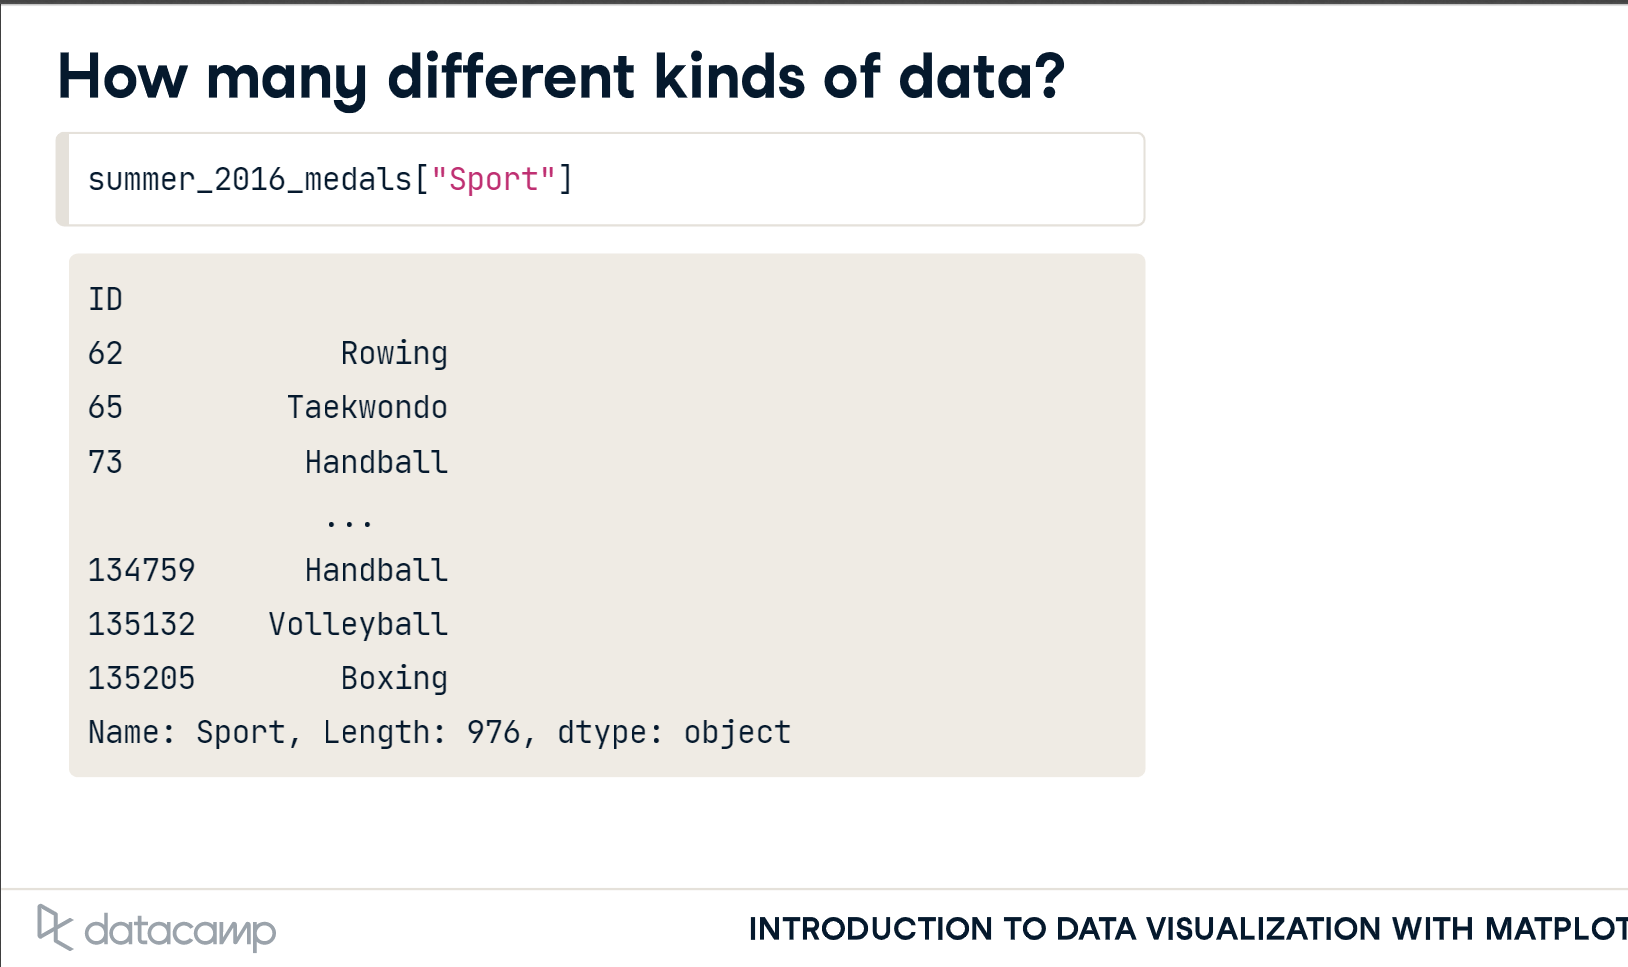 How many different kinds of data?
summer_2016_medals["Sport"]
ID
62 Rowing
65 Taekwondo
73 Handball
...
134759 Handball
135132 Volleyball
135205 Boxing
Name: Sport, Length: 976, dtype: object
datacamp
INTRODUCTION TO DATA VISUALIZATION WITH MATPLOT